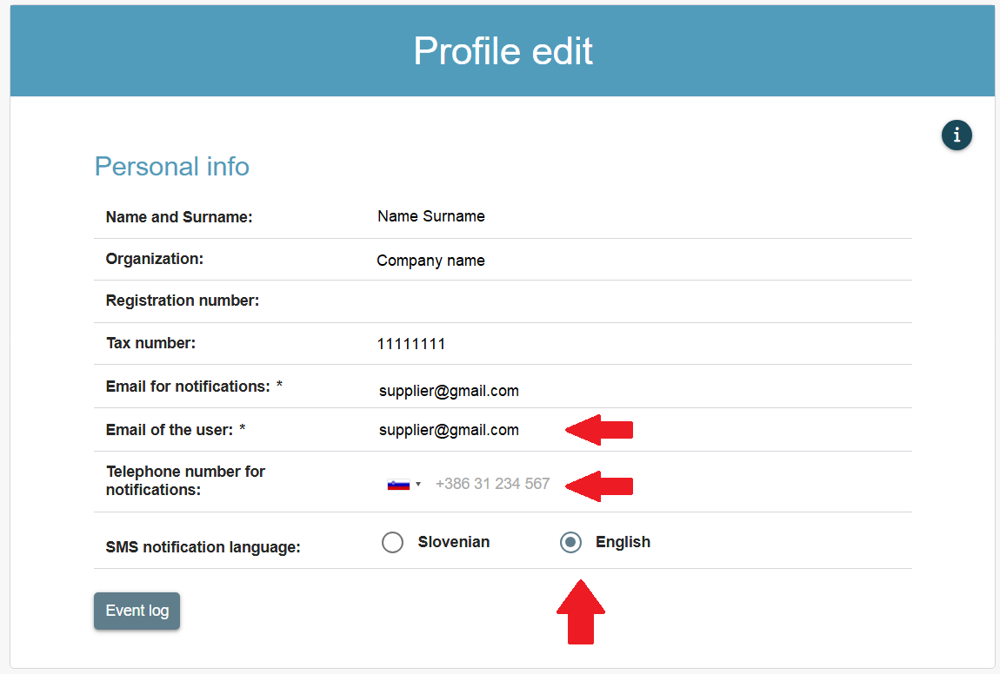 Profile edit
i
Personal info
Name and Surname: Name Surname
Organization: Company name
Registration number:
Tax number: 11111111
Email for notifications: * supplier@gmail.com
Email of the user: * supplier@gmail.com
Telephone number for
notifications: +386 31 234 567
SMS notification language: Slovenian English
Event log